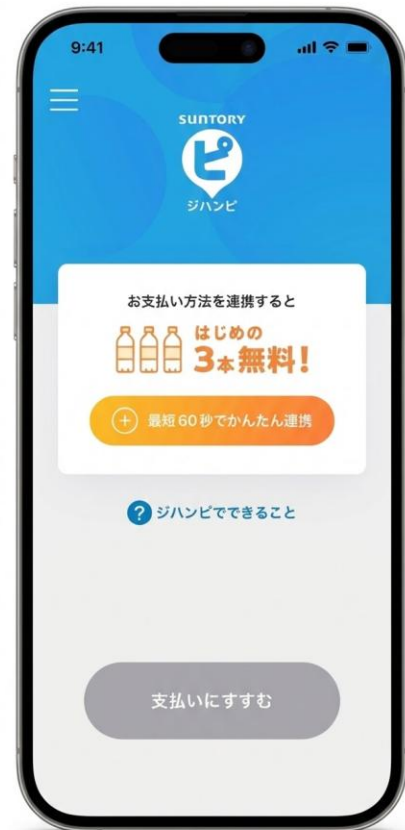 9:41
SUNTORY
ピ
ジハンピ
お支払い方法を連携すると
はじめの
3本無料!
最短60秒でかんたん連携
? ジハンピでできること
支払いにすすむ